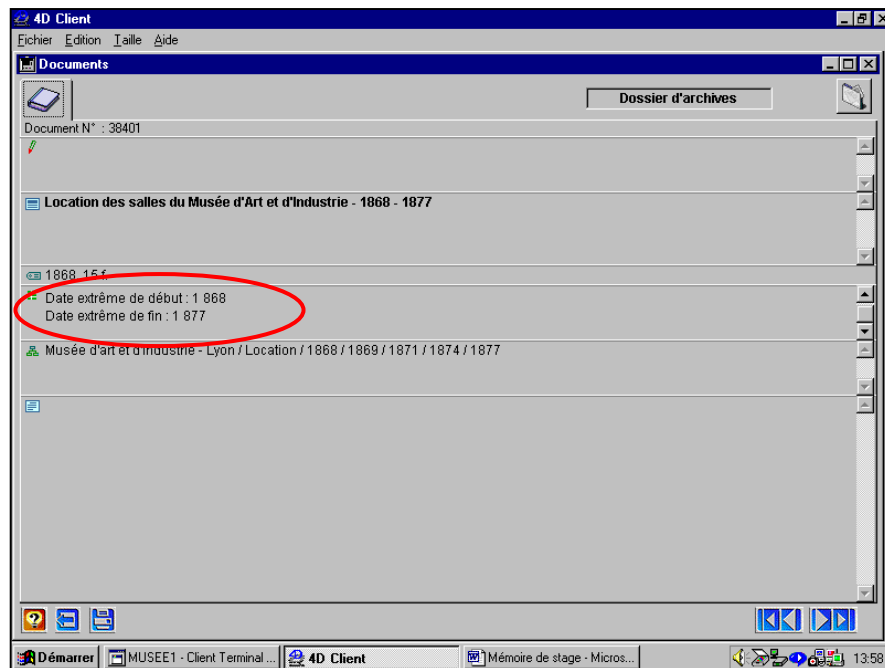 4D Client
Fichier Edition Taille Aide
Documents
Dossier d'archives
Document N° : 38401
Location des salles du Musée d'Art et d'Industrie - 1868 - 1877
1868, 15 f.
Date extrême de début : 1 868
Date extrême de fin : 1 877
Musée d'art et d'industrie - Lyon / Location / 1868 / 1869 / 1871 / 1874 / 1877
Démarrer MUSEE1 - Client Terminal ... 4D Client Mémoire de stage - Micros... 13:58